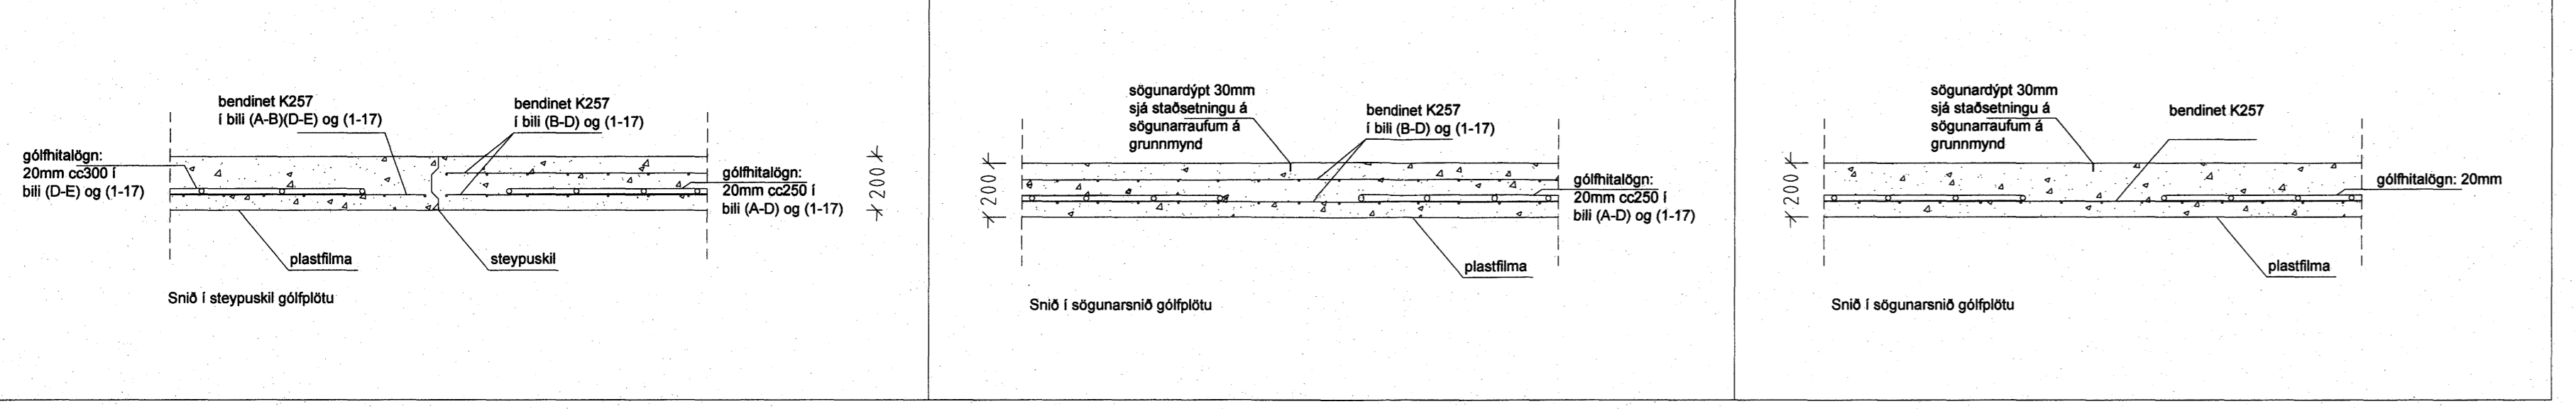 bendinet K257
í bili (A-B)(D-E) og (1-17)
bendinet K257
í bili (B-D) og (1-17)
gólfhitalögn:
20mm cc300 í
bili (D-E) og (1-17)
gólfhitalögn:
20mm cc250 í
bili (A-D) og (1-17)
200
plastfilma
steypuskil
Snið í steypuskil gólfplötu
sögunardýpt 30mm
sjá staðsetningu á
sögunarraufum á
grunnmynd
bendinet K257
í bili (B-D) og (1-17)
200
gólfhitalögn:
20mm cc250 í
bili (A-D) og (1-17)
plastfilma
Snið í sögunarsnið gólfplötu
sögunardýpt 30mm
sjá staðsetningu á
sögunarraufum á
grunnmynd
bendinet K257
200
gólfhitalögn: 20mm
plastfilma
Snið í sögunarsnið gólfplötu